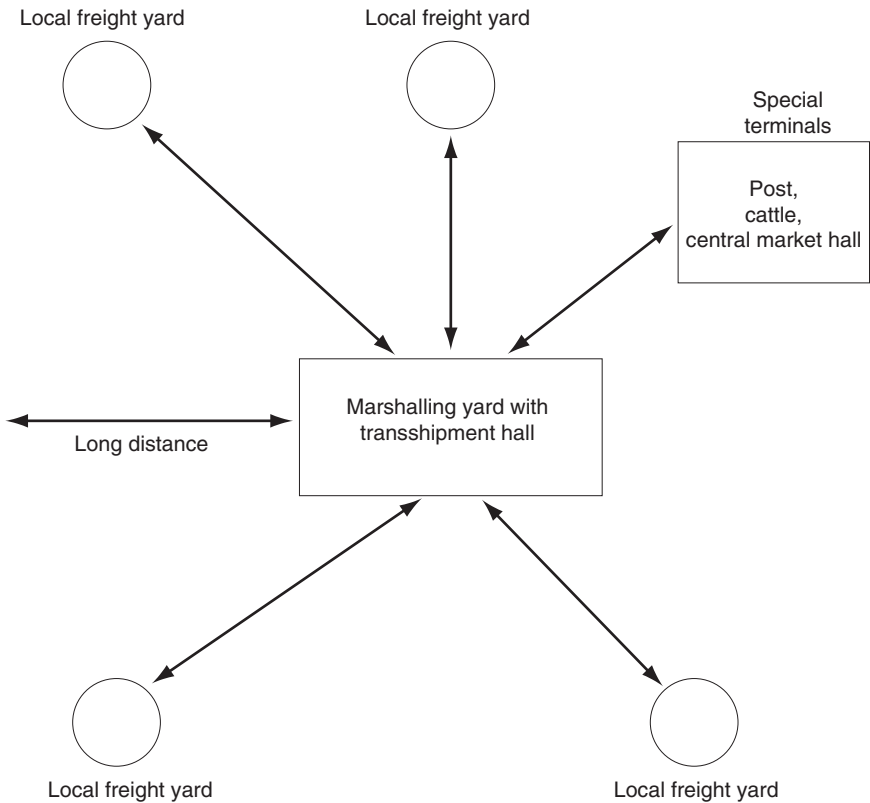 Local freight yard
Local freight yard
Special
terminals
Post,
cattle,
central market hall
Marshalling yard with
transshipment hall
Long distance
Local freight yard
Local freight yard